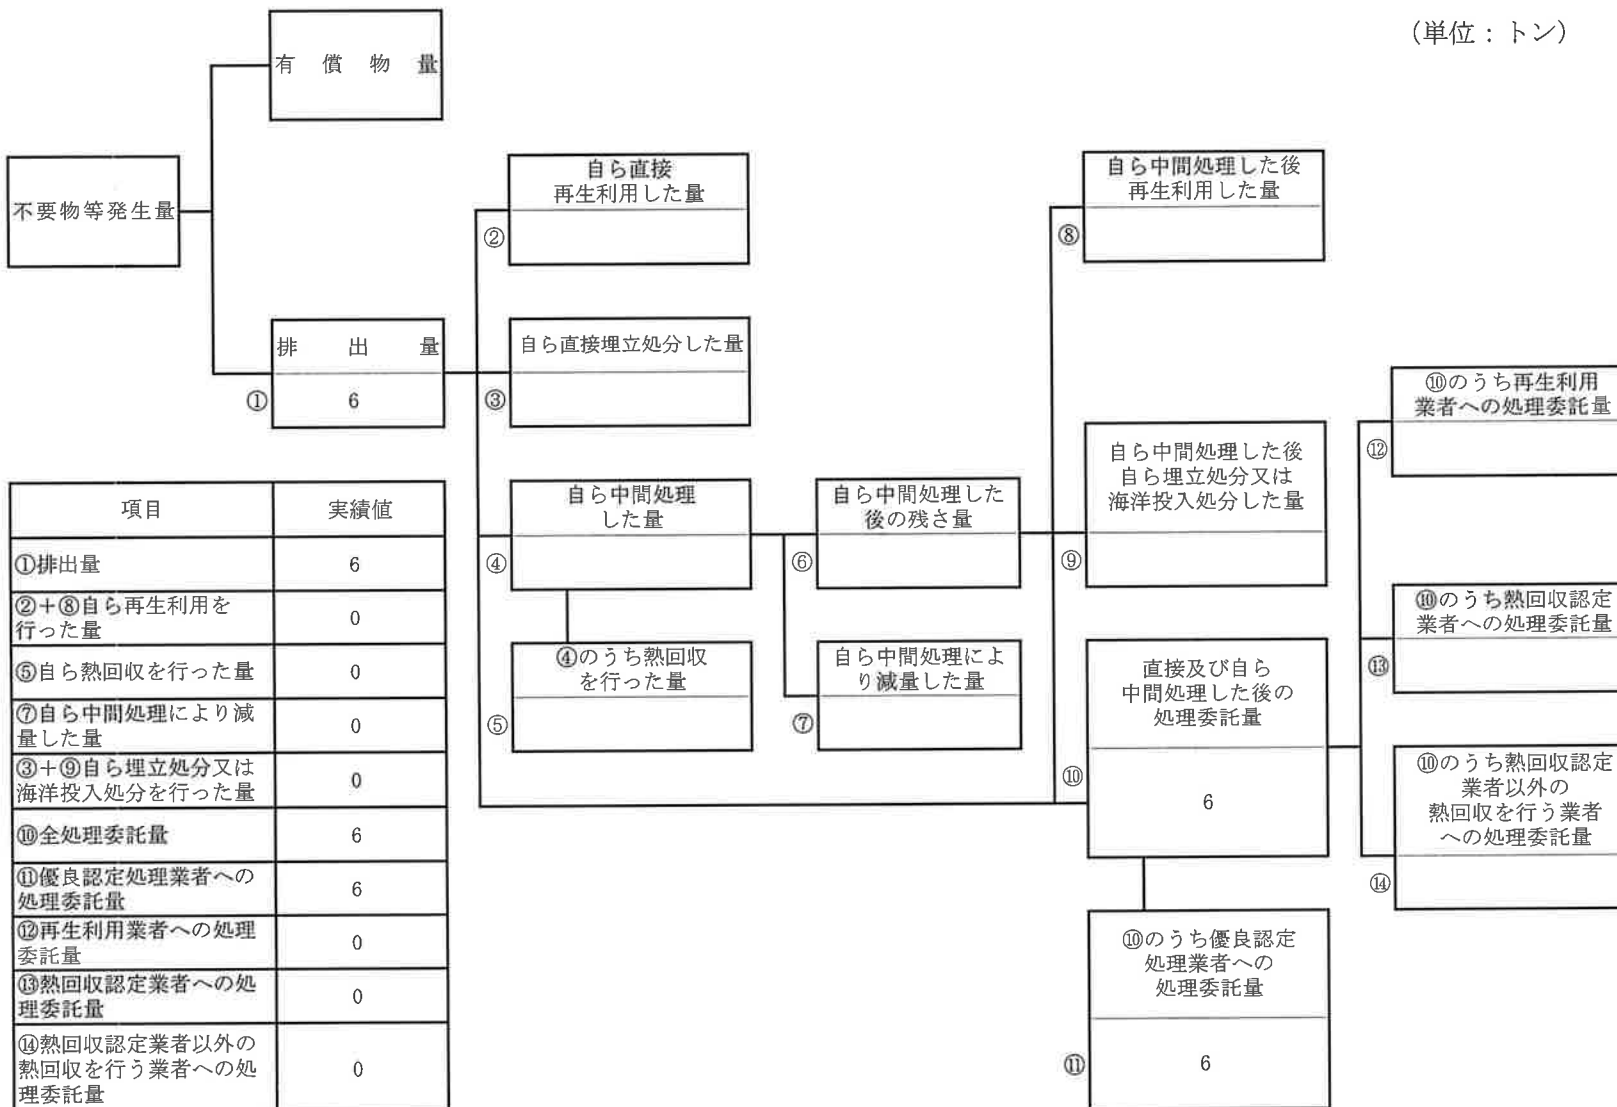 (単位：トン)
有償物量
不要物等発生量
排出量
①
6
自ら直接
再生利用した量
②
自ら直接埋立処分した量
③
自ら中間処理
した量
④
④のうち熱回収
を行った量
⑤
自ら中間処理した
後の残さ量
⑥
自ら中間処理によ
り減量した量
⑦
自ら中間処理した後
再生利用した量
⑧
自ら中間処理した後
自ら埋立処分又は
海洋投入処分した量
⑨
直接及び自ら
中間処理した後の
処理委託量
⑩
6
⑩のうち優良認定
処理業者への
処理委託量
⑪
6
⑩のうち再生利用
業者への処理委託量
⑫
⑩のうち熱回収認定
業者への処理委託量
⑬
⑩のうち熱回収認定
業者以外の
熱回収を行う業者
への処理委託量
⑭
項目 実績値
①排出量 6
②＋⑧自ら再生利用を
行った量 0
⑤自ら熱回収を行った量 0
⑦自ら中間処理により減
量した量 0
③＋⑨自ら埋立処分又は
海洋投入処分を行った量 0
⑩全処理委託量 6
⑪優良認定処理業者への
処理委託量 6
⑫再生利用業者への処理
委託量 0
⑬熱回収認定業者への処
理委託量 0
⑭熱回収認定業者以外の
熱回収を行う業者への処
理委託量 0